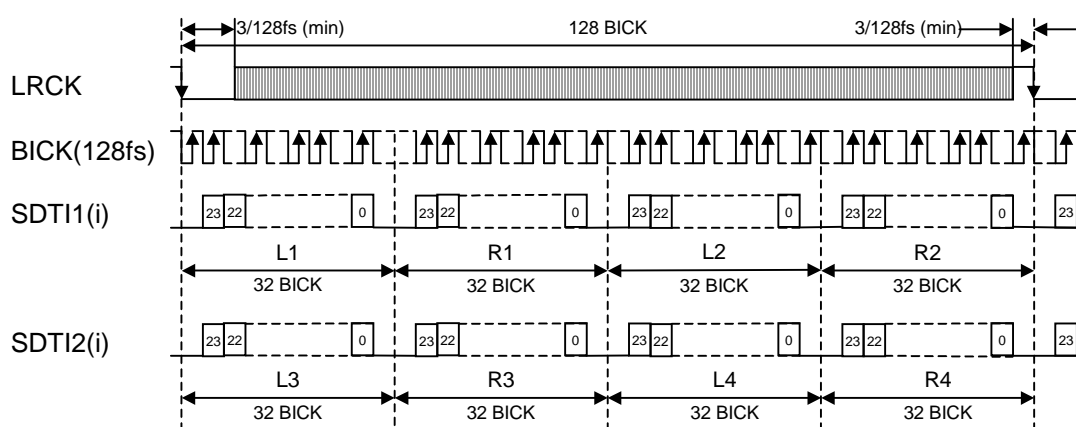 3/128fs (min) 128 BICK 3/128fs (min)
LRCK
BICK(128fs)
SDTI1(i) 23 22 0 23 22 0 23 22 0 23 22 0 23
L1 R1 L2 R2
32 BICK 32 BICK 32 BICK 32 BICK
SDTI2(i) 23 22 0 23 22 0 23 22 0 23 22 0 23
L3 R3 L4 R4
32 BICK 32 BICK 32 BICK 32 BICK